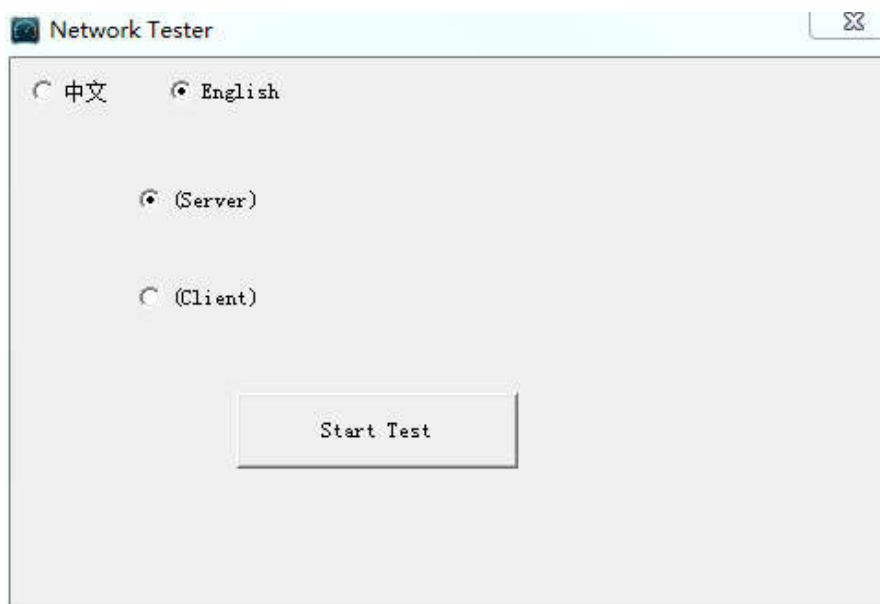 Network Tester
中文 English
(Server)
(Client)
Start Test